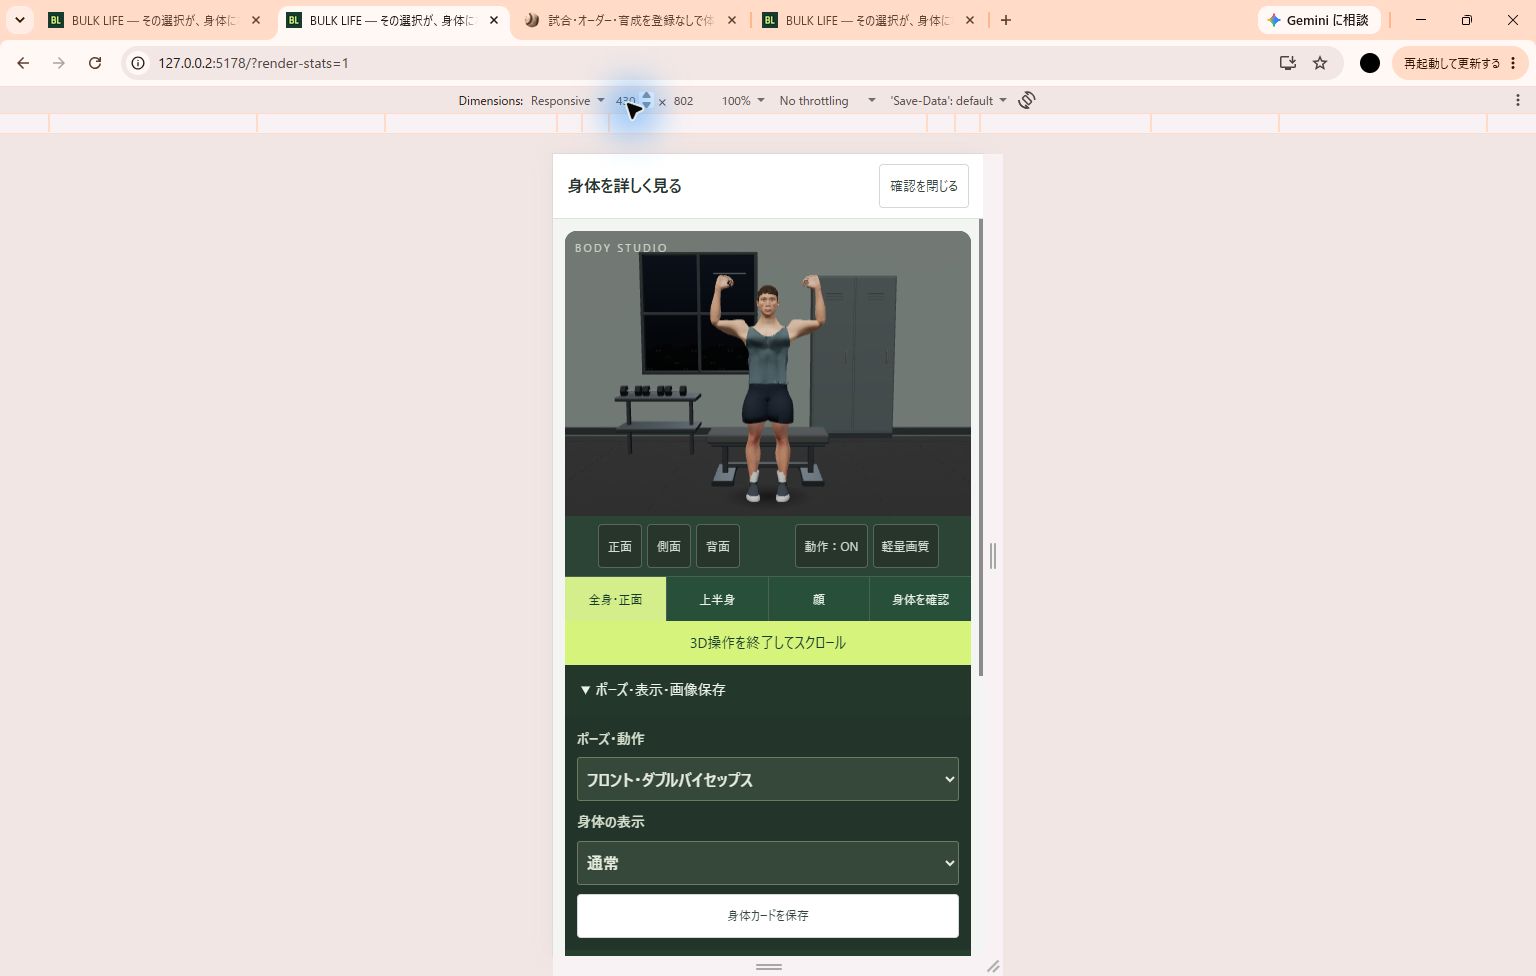 BL BULK LIFE — その選択が、身体に
BL BULK LIFE — その選択が、身体に
試合・オーダー・育成を登録なしで体
BL BULK LIFE — その選択が、身体に
Gemini に相談
127.0.0.2:5178/?render-stats=1
再起動して更新する
Dimensions: Responsive 430 × 802 100% No throttling 'Save-Data': default
身体を詳しく見る
確認を閉じる
BODY STUDIO
正面 側面 背面 動作：ON 軽量画質
全身・正面 上半身 顔 身体を確認
3D操作を終了してスクロール
▼ ポーズ・表示・画像保存
ポーズ・動作
フロント・ダブルバイセップス
身体の表示
通常
身体カードを保存